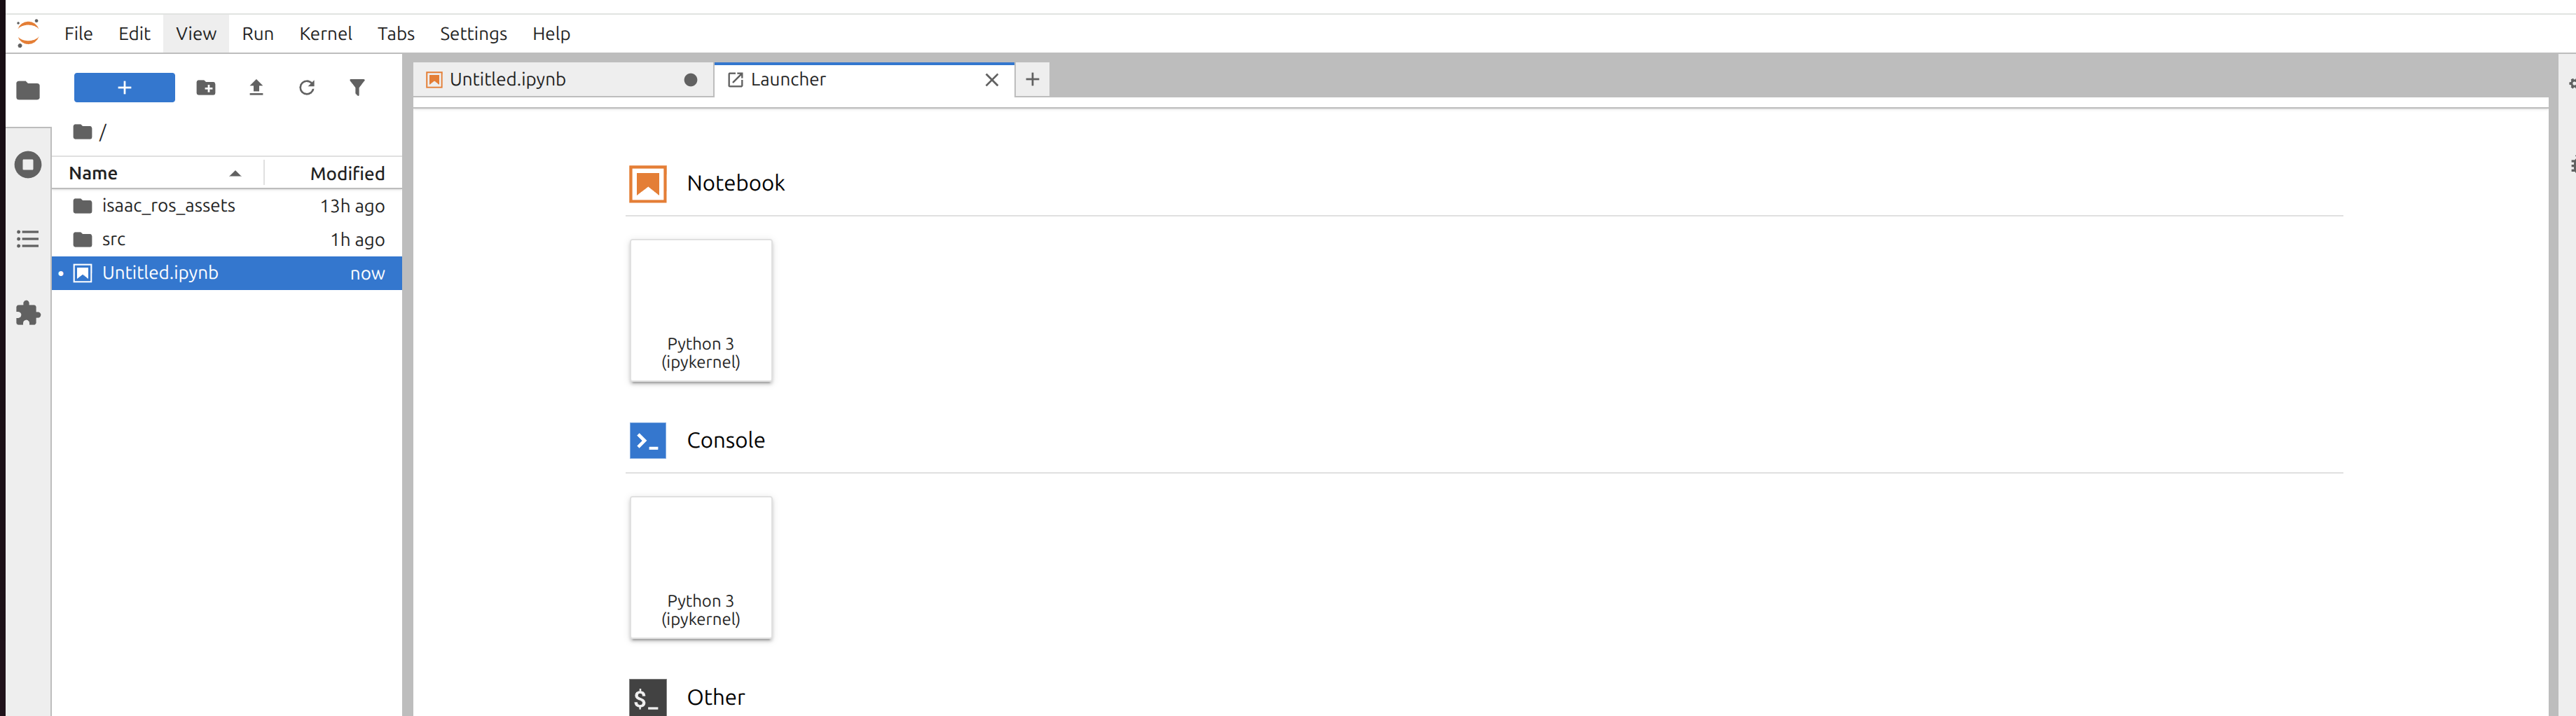 File Edit View Run Kernel Tabs Settings Help
Untitled.ipynb Launcher
/
Name Modified
isaac_ros_assets 13h ago
src 1h ago
Untitled.ipynb now
Notebook
Python 3
(ipykernel)
Console
Python 3
(ipykernel)
$_ Other